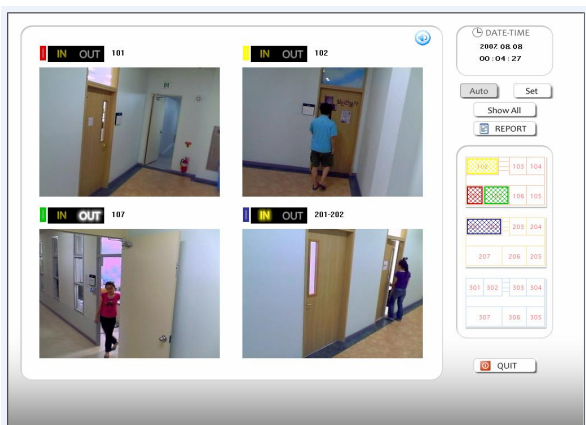 IN OUT 101
IN OUT 102
IN OUT 107
IN OUT 201-202
DATE-TIME
2007. 08. 08
00 : 04 : 27
Auto Set
Show All
REPORT
102 103 104
106 105
203 204
207 206 205
301 302 303 304
307 306 305
QUIT